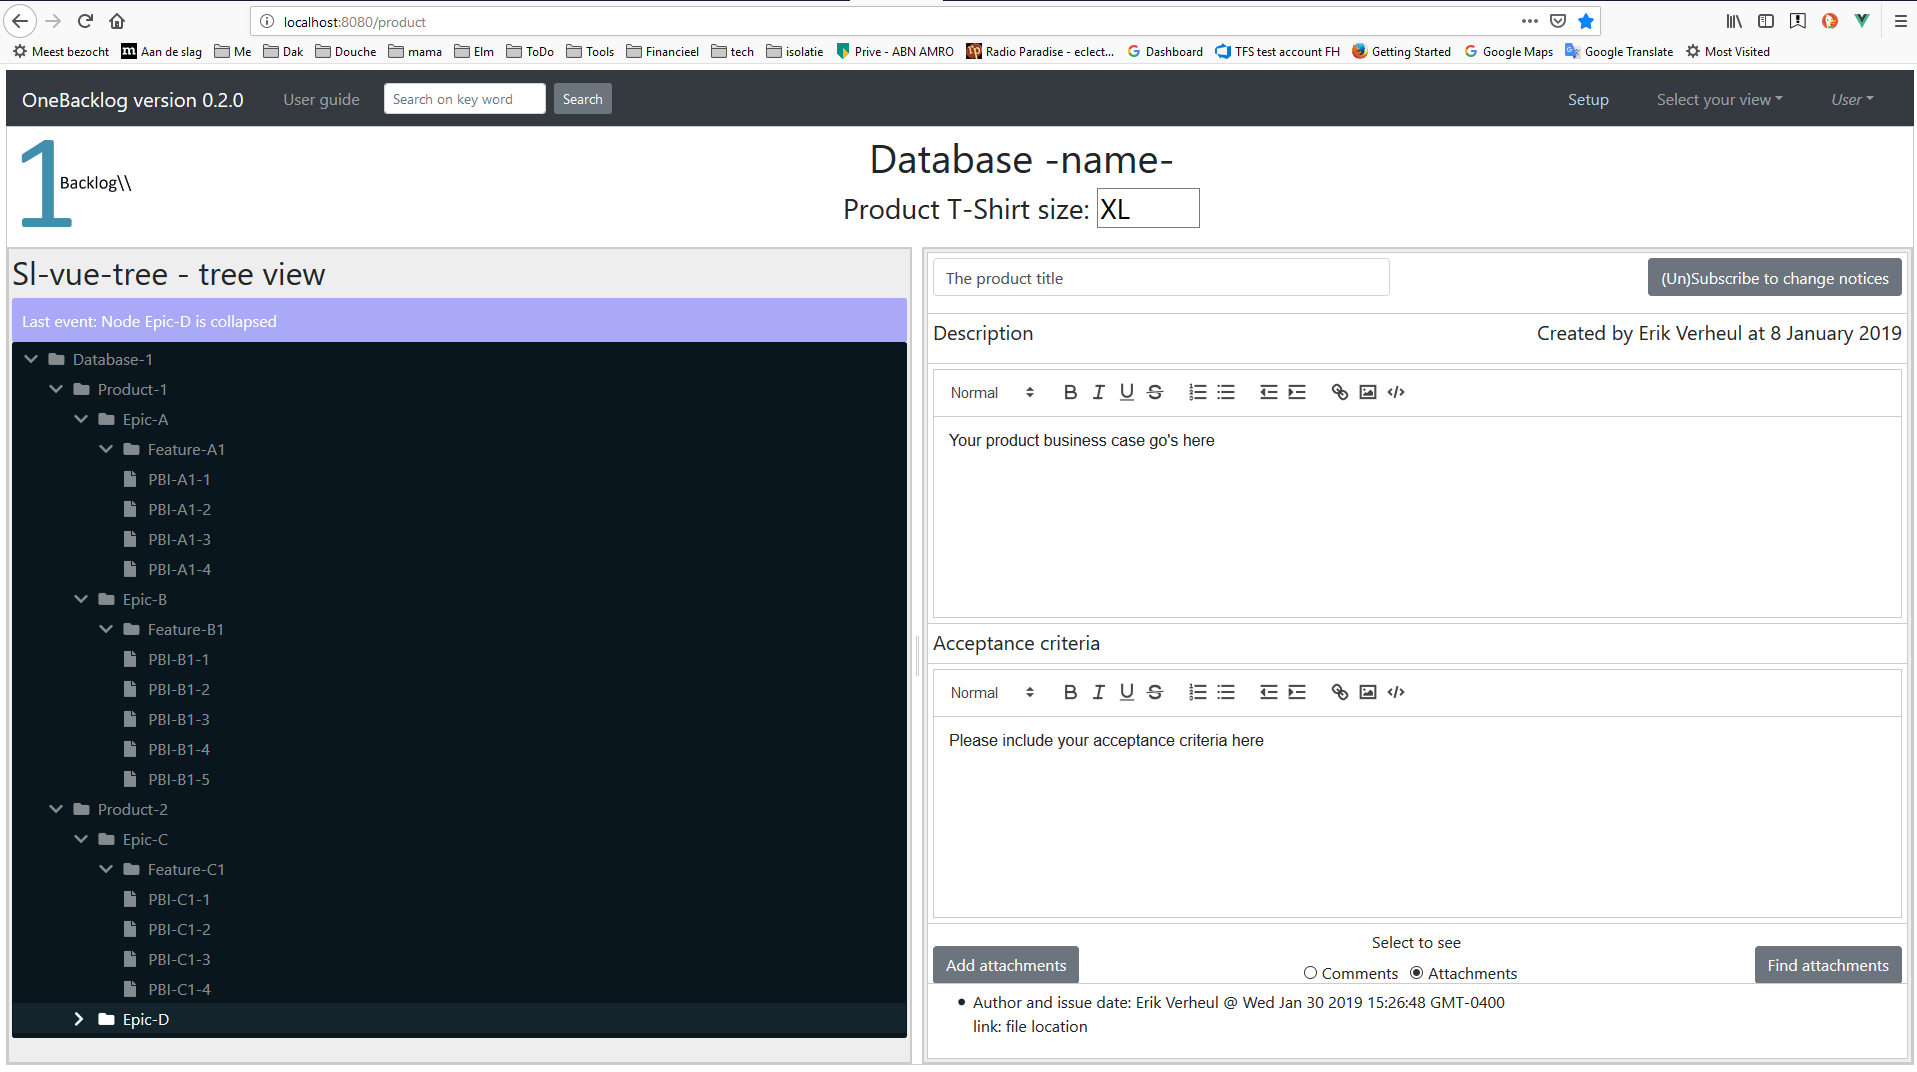 localhost:8080/product
Meest bezocht Aan de slag Me Dak Douche mama Elm ToDo Tools Financieel tech isolatie Prive - ABN AMRO Radio Paradise - eclect... Dashboard TFS test account FH Getting Started Google Maps Google Translate Most Visited
OneBacklog version 0.2.0 User guide Search on key word Search Setup Select your view User
1 Backlog\\
Database -name-
Product T-Shirt size: XL
Sl-vue-tree - tree view
Last event: Node Epic-D is collapsed
Database-1
Product-1
Epic-A
Feature-A1
PBI-A1-1
PBI-A1-2
PBI-A1-3
PBI-A1-4
Epic-B
Feature-B1
PBI-B1-1
PBI-B1-2
PBI-B1-3
PBI-B1-4
PBI-B1-5
Product-2
Epic-C
Feature-C1
PBI-C1-1
PBI-C1-2
PBI-C1-3
PBI-C1-4
Epic-D
The product title (Un)Subscribe to change notices
Description Created by Erik Verheul at 8 January 2019
Normal B I U S
Your product business case go's here
Acceptance criteria
Normal B I U S
Please include your acceptance criteria here
Select to see
Add attachments Comments Attachments Find attachments
Author and issue date: Erik Verheul @ Wed Jan 30 2019 15:26:48 GMT-0400
link: file location